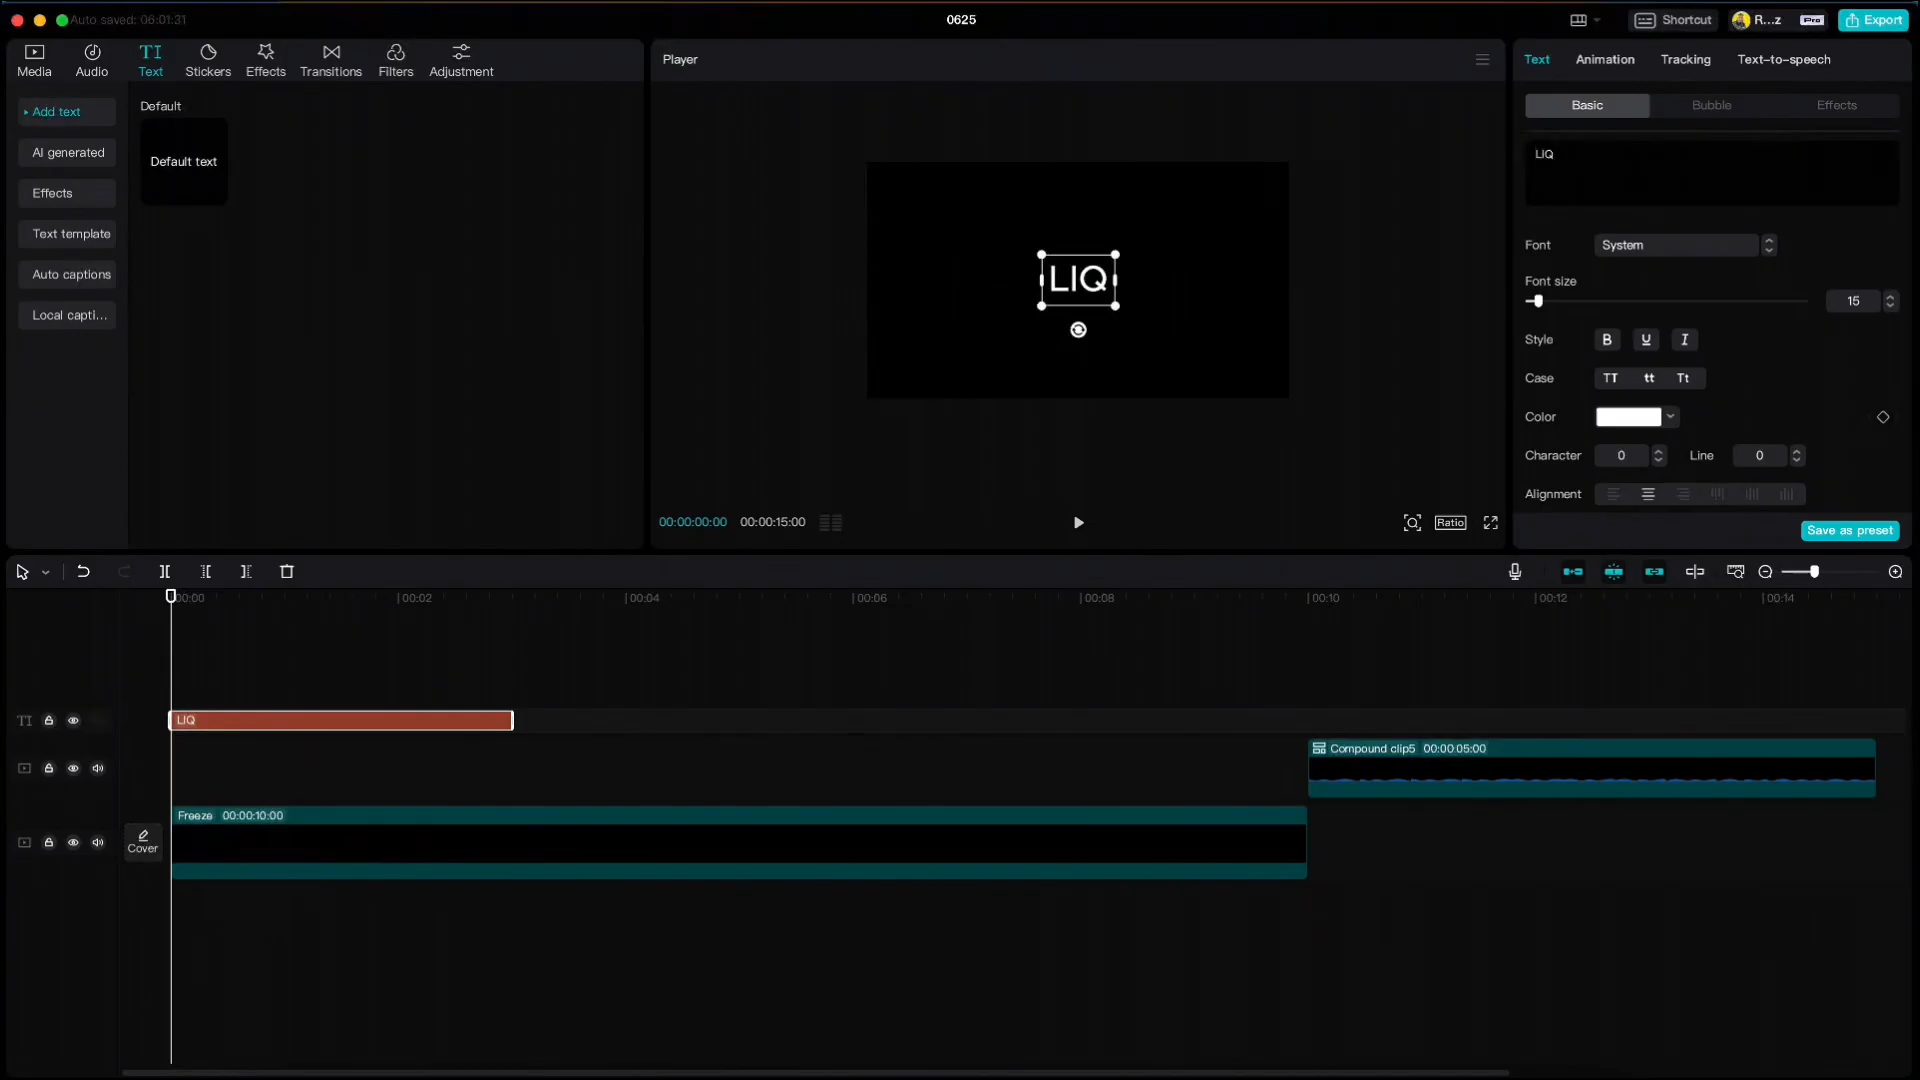 Auto saved: 06:01:31
0625
Shortcut
R...z
Pro
Export
Media
Audio
TI
Text
Stickers
Effects
Transitions
Filters
Adjustment
Player
Text
Animation
Tracking
Text-to-speech
Add text
AI generated
Effects
Text template
Auto captions
Local capti...
Default
Default text
LIQ
Basic
Bubble
Effects
LIQ
Font
System
Font size
15
Style
B U I
Case
TT tt Tt
Color
Character
0
Line
0
Alignment
Save as preset
00:00:00:00
00:00:15:00
Ratio
00:00
00:02
00:04
00:06
00:08
00:10
00:12
00:14
TI
LIQ
Compound clip5 00:00:05:00
Freeze 00:00:10:00
Cover